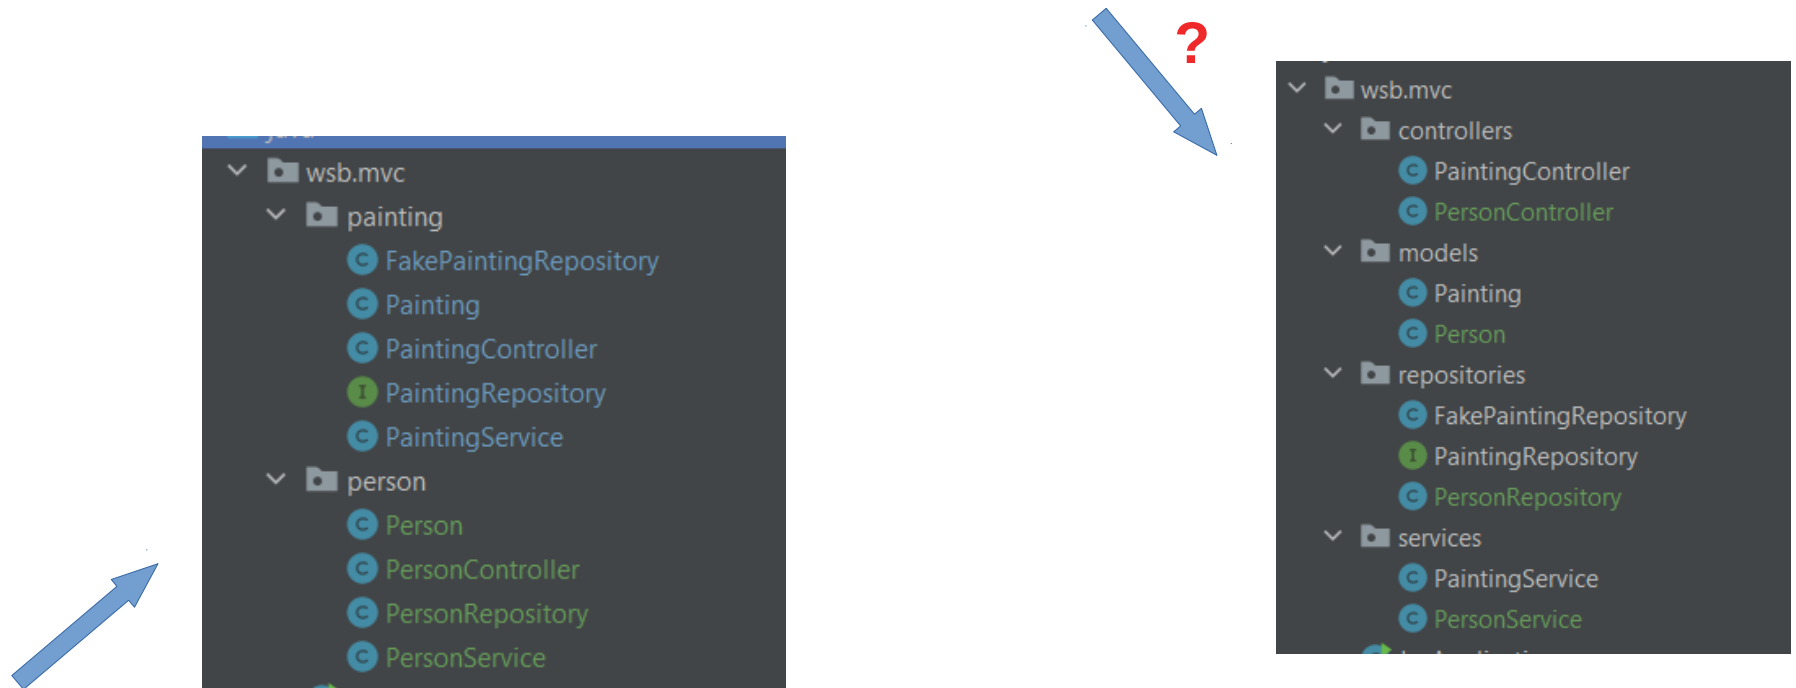 ?
wsb.mvc
painting
FakePaintingRepository
Painting
PaintingController
PaintingRepository
PaintingService
person
Person
PersonController
PersonRepository
PersonService
wsb.mvc
controllers
PaintingController
PersonController
models
Painting
Person
repositories
FakePaintingRepository
PaintingRepository
PersonRepository
services
PaintingService
PersonService